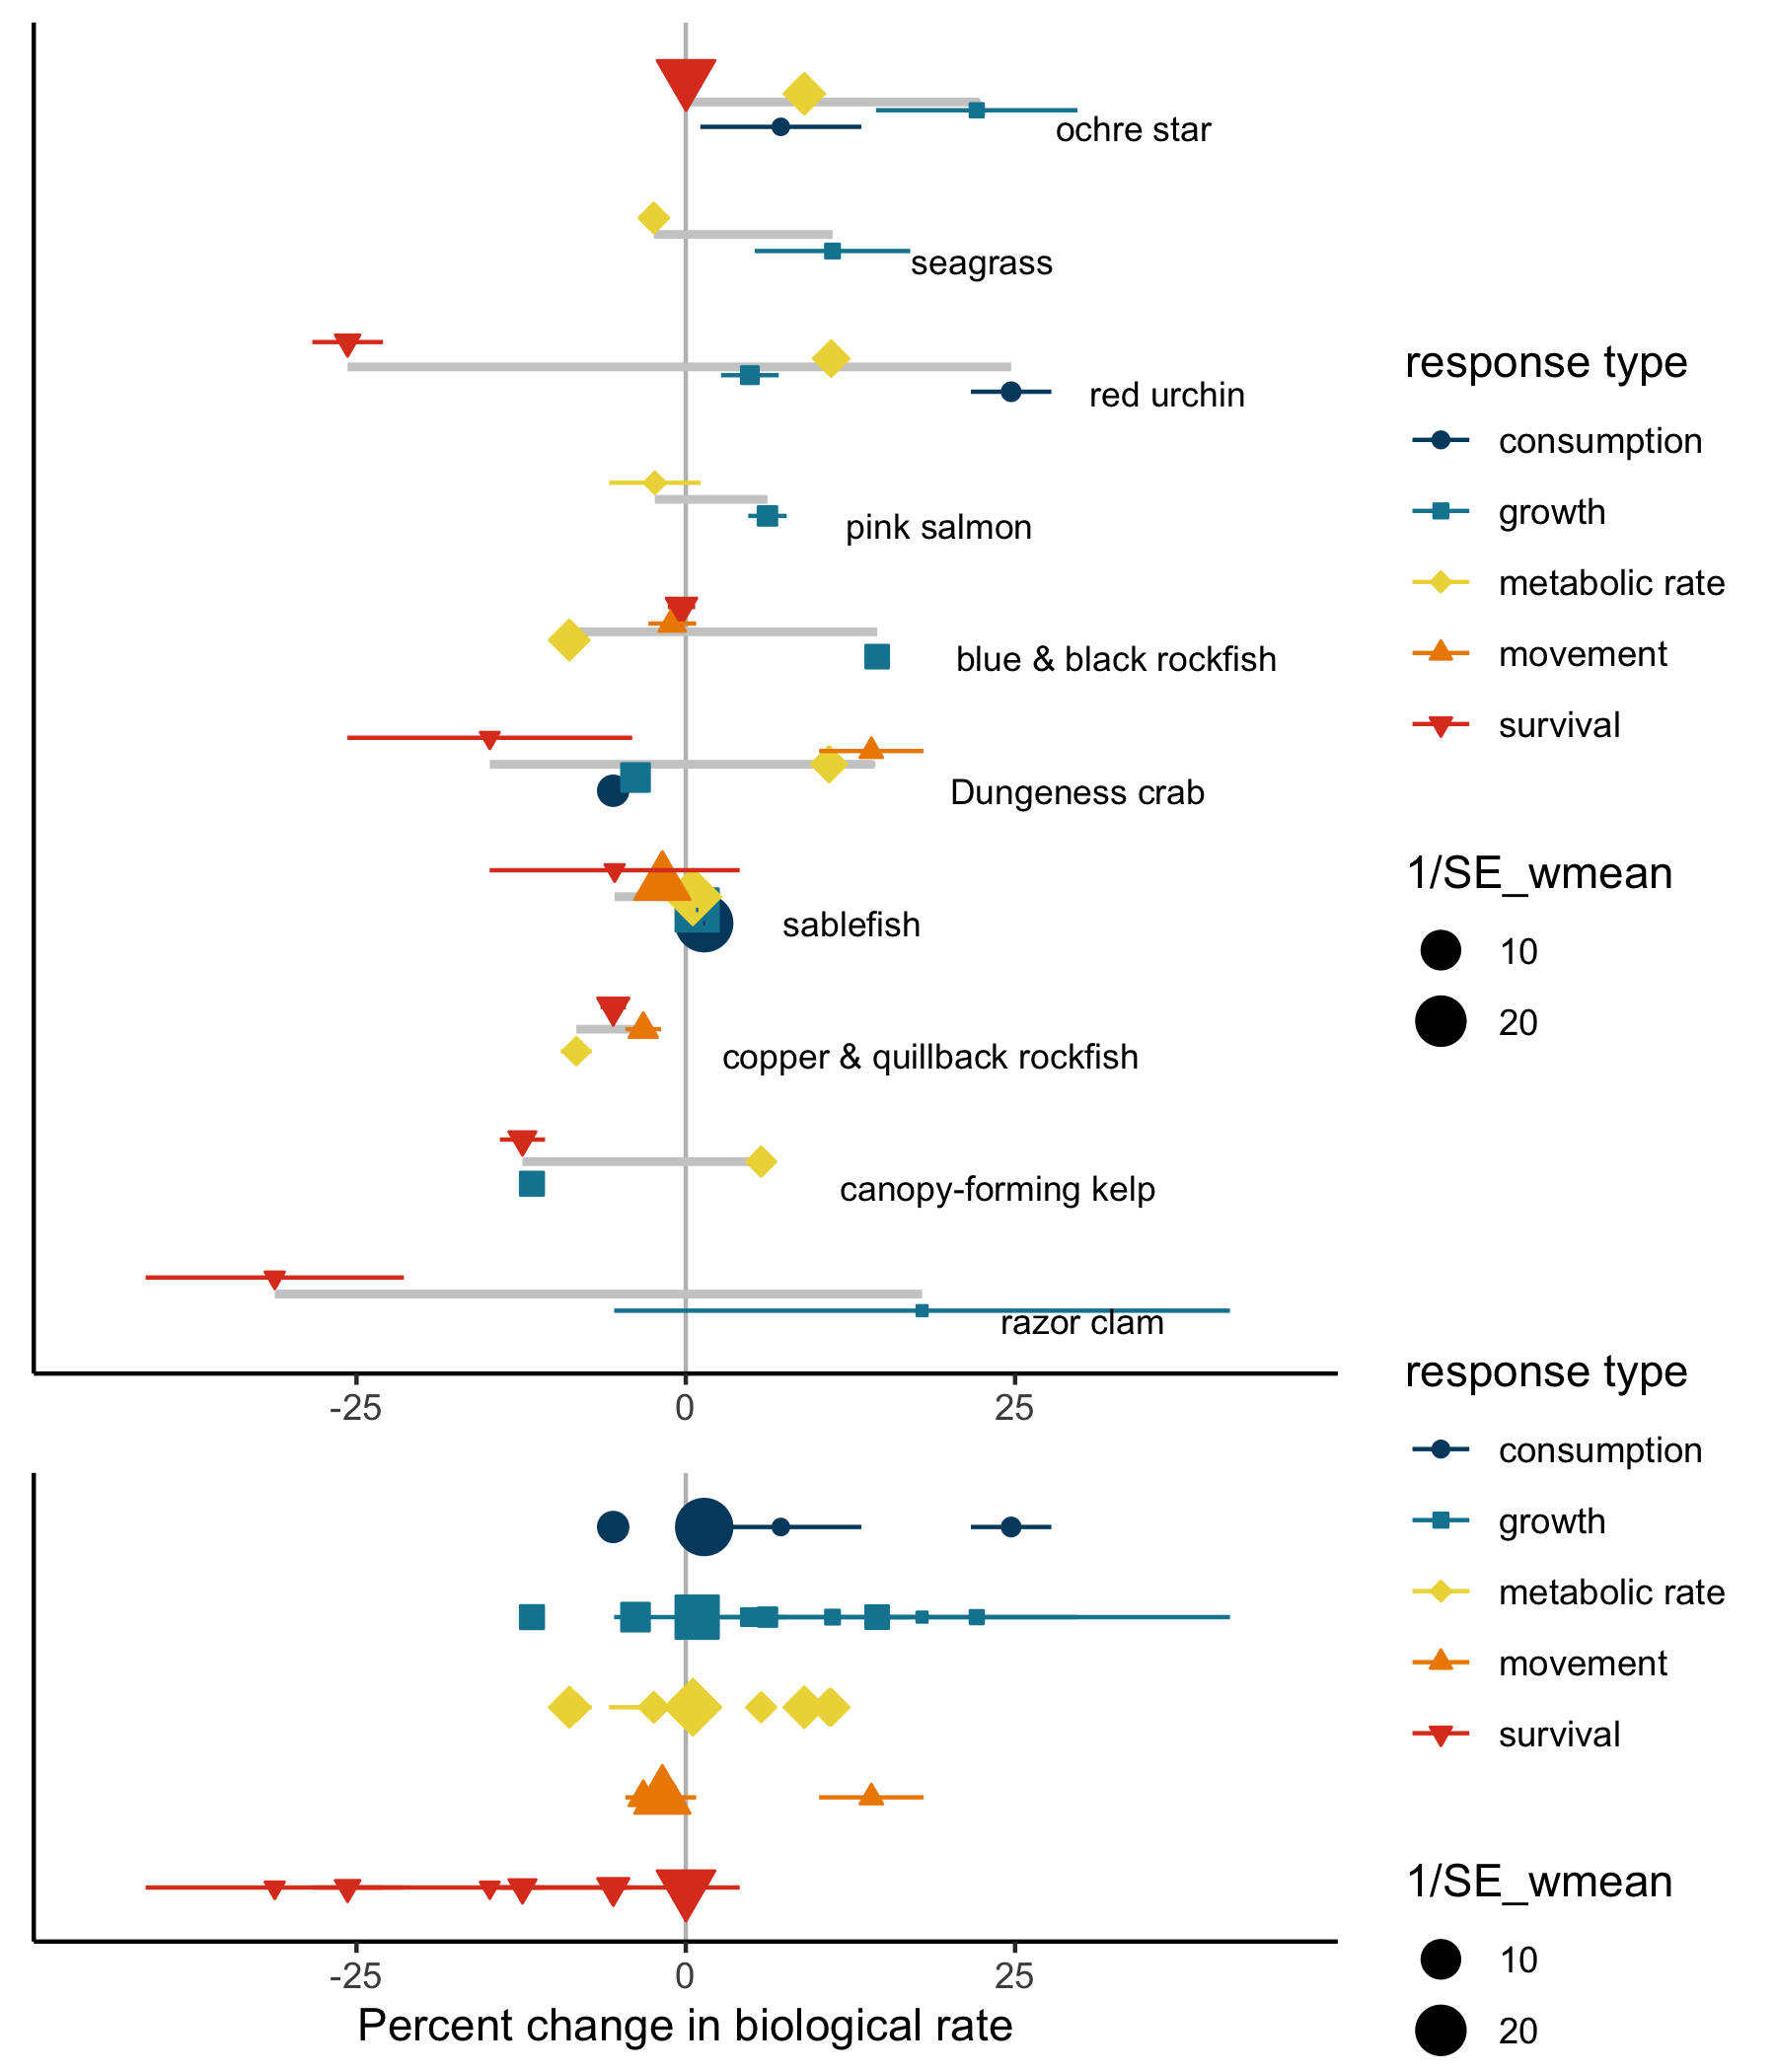 ochre star
seagrass
red urchin
pink salmon
blue & black rockfish
Dungeness crab
sablefish
copper & quillback rockfish
canopy-forming kelp
razor clam
-25 0 25
response type
consumption
growth
metabolic rate
movement
survival
1/SE_wmean
10
20
-25 0 25
Percent change in biological rate
response type
consumption
growth
metabolic rate
movement
survival
1/SE_wmean
10
20